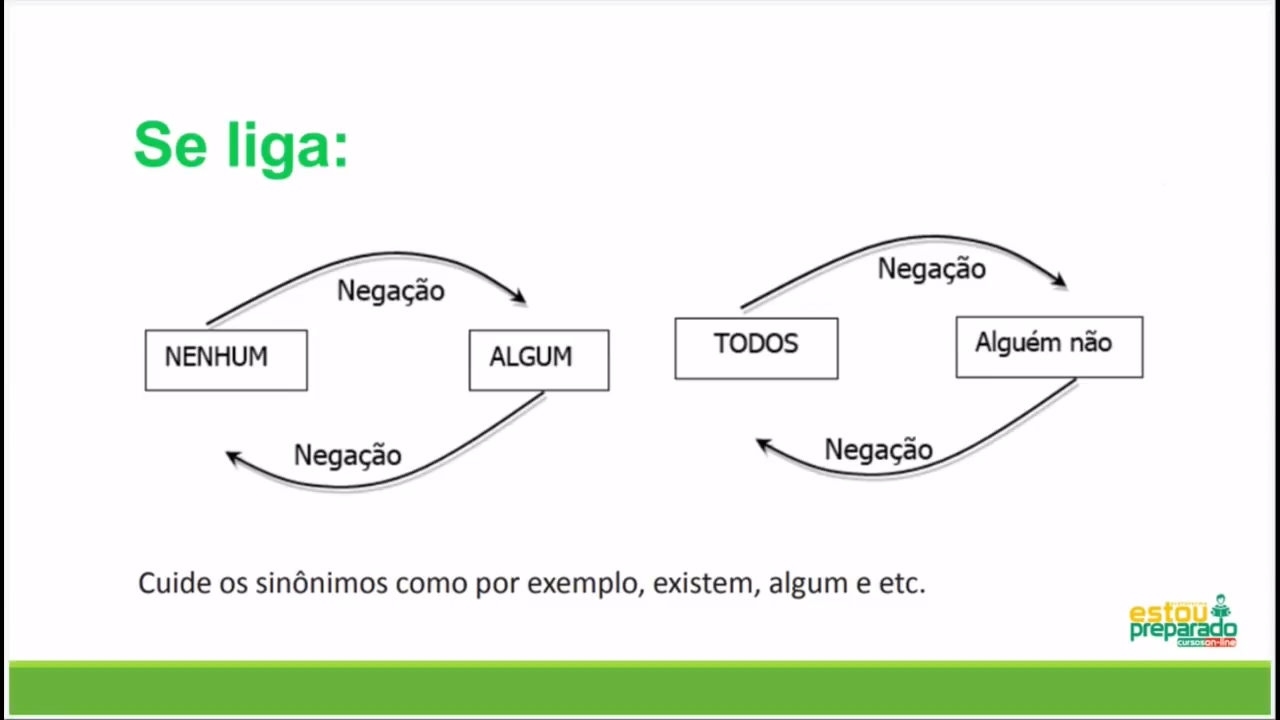 Se liga:
Negação
Negação
NENHUM
ALGUM
TODOS
Alguém não
Negação
Negação
Cuide os sinônimos como por exemplo, existem, algum e etc.
estou
preparado
cursos on-line